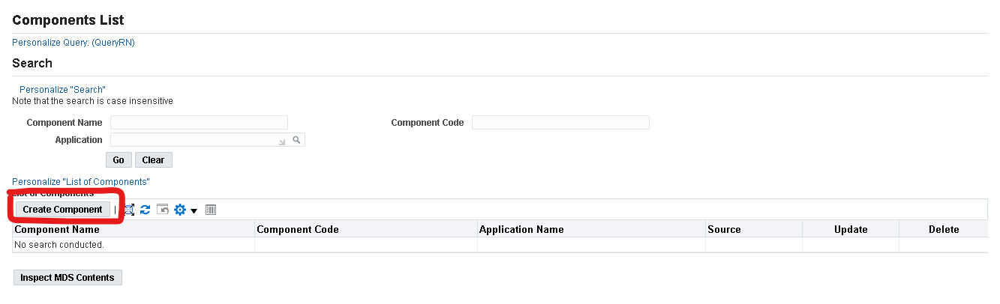 Components List
Personalize Query: (QueryRN)
Search
Personalize "Search"
Note that the search is case insensitive
Component Name Component Code
Application
Go Clear
Personalize "List of Components"
List of Components
Create Component |
Component Name Component Code Application Name Source Update Delete
No search conducted.
Inspect MDS Contents